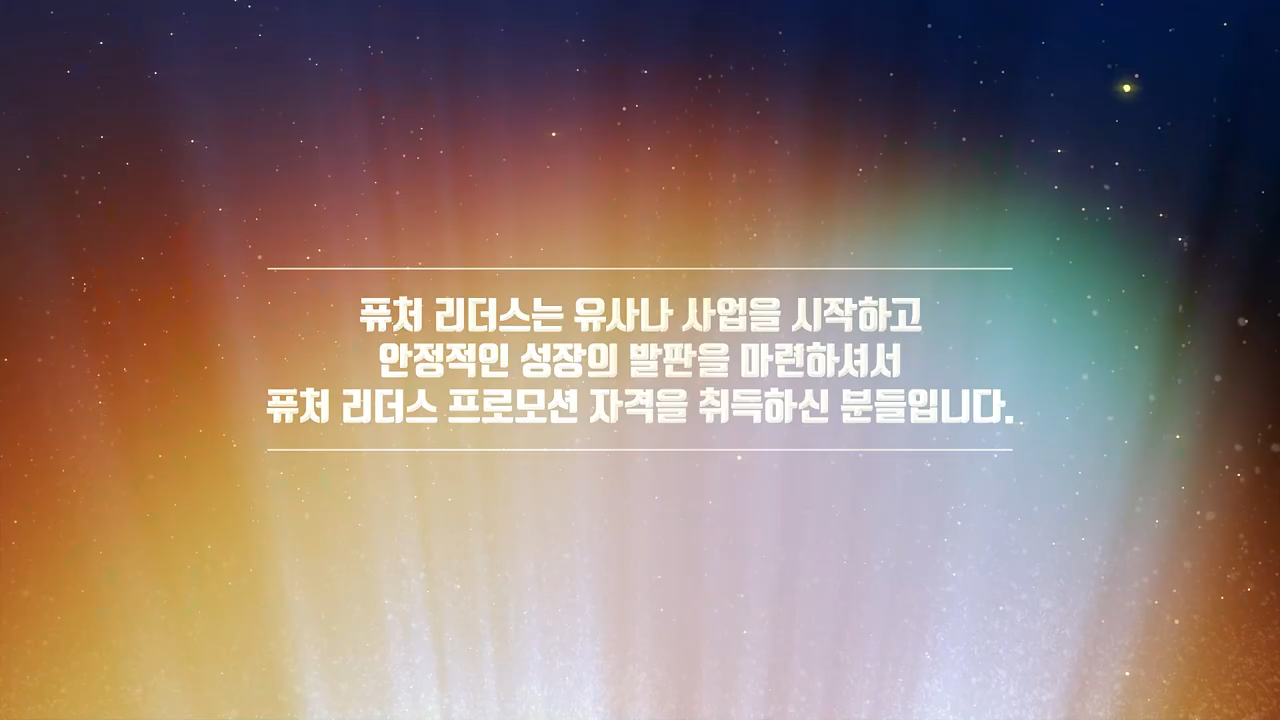 퓨처 리더스는 유사나 사업을 시작하고
안정적인 성장의 발판을 마련하셔서
퓨처 리더스 프로모션 자격을 취득하신 분들입니다.